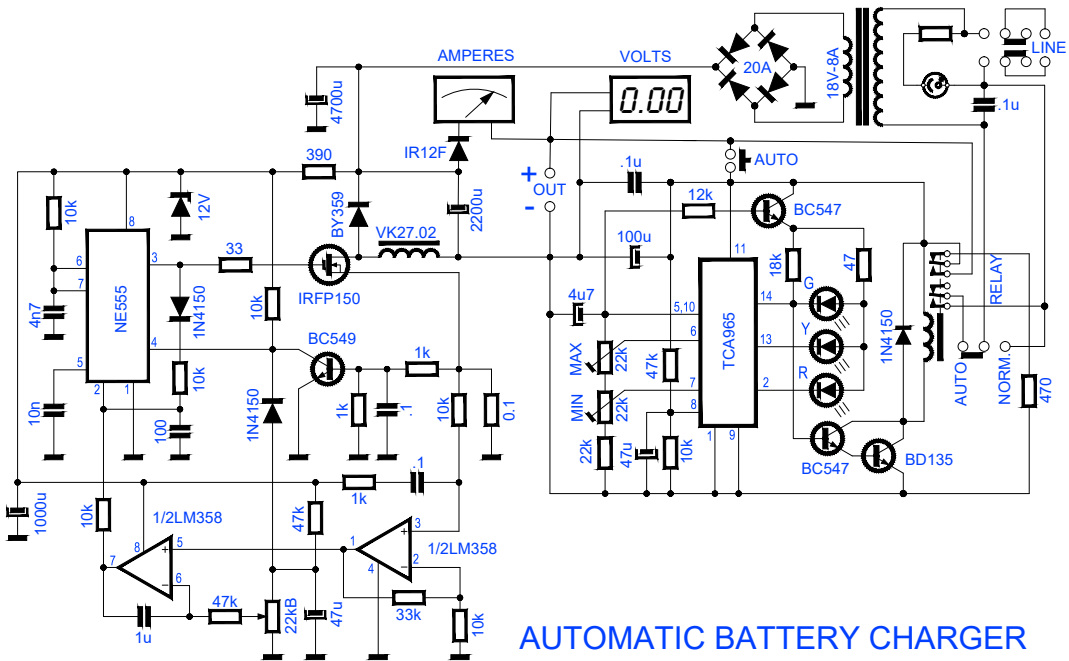 AMPERES
VOLTS
0.00
20A
18V-8A
LINE
.1u
4700u
IR12F
AUTO
+
OUT
-
.1u
390
12V
10k
8
BY359
2200u
VK27.02
12k
BC547
100u
11
18k
47
33
3
6
7
NE555
IRFP150
10k
1N4150
4n7
4
5
2
1
BC549
4u7
5,10
14
G
6
TCA965
Y
13
7
R
2
8
1
9
1N4150
RELAY
AUTO
NORM.
470
MAX
22k
MIN
22k
22k
47k
47u
10k
BC547
BD135
1k
1k
.1
10k
0.1
10n
10k
100
1N4150
.1
1k
1000u
10k
1/2LM358
47k
8
7
+
5
-
6
1
+
3
-
2
4
1/2LM358
47k
22kB
47u
33k
10k
1u
AUTOMATIC BATTERY CHARGER